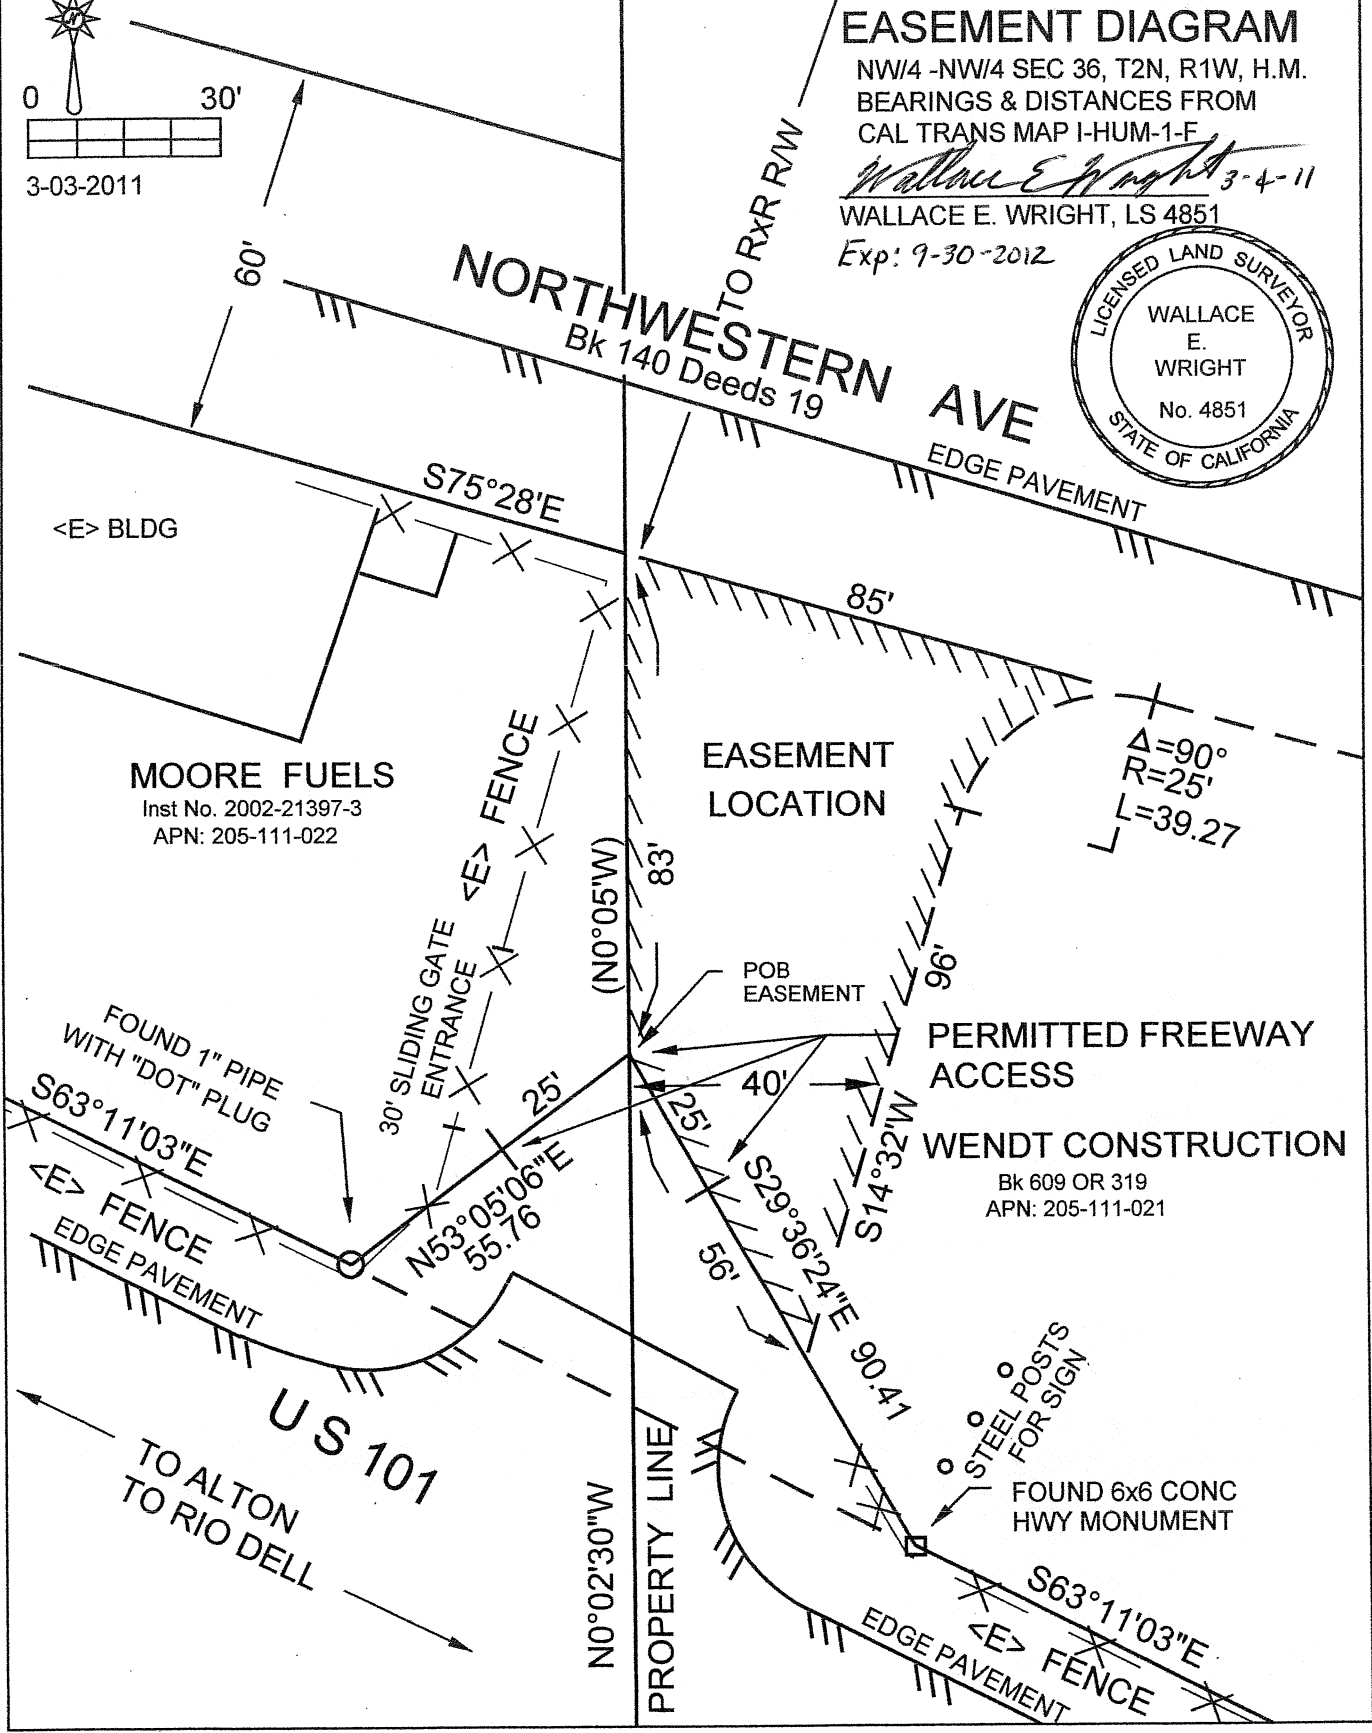 EASEMENT DIAGRAM
NW/4 -NW/4 SEC 36, T2N, R1W, H.M.
BEARINGS & DISTANCES FROM
CAL TRANS MAP I-HUM-1-F
Wallace E Wright 3-4-11
WALLACE E. WRIGHT, LS 4851
Exp: 9-30-2012
LICENSED LAND SURVEYOR
WALLACE
E.
WRIGHT
No. 4851
STATE OF CALIFORNIA
N
0 30'
3-03-2011
60'
TO RxR R/W
NORTHWESTERN AVE
Bk 140 Deeds 19
EDGE PAVEMENT
S75°28'E
<E> BLDG
85'
MOORE FUELS
Inst No. 2002-21397-3
APN: 205-111-022
<E> FENCE
EASEMENT
LOCATION
Δ=90°
R=25'
L=39.27
(N0°05'W)
83'
30' SLIDING GATE
ENTRANCE
POB
EASEMENT
96'
FOUND 1" PIPE
WITH "DOT" PLUG
PERMITTED FREEWAY
ACCESS
40'
25'
25'
S63°11'03"E
<E> FENCE
EDGE PAVEMENT
N53°05'06"E
55.76
S14°32'W
WENDT CONSTRUCTION
Bk 609 OR 319
APN: 205-111-021
S29°36'24"E 90.41
56'
U S 101
TO ALTON
TO RIO DELL
N0°02'30"W
PROPERTY LINE
STEEL POSTS
FOR SIGN
FOUND 6x6 CONC
HWY MONUMENT
S63°11'03"E
<E> FENCE
EDGE PAVEMENT